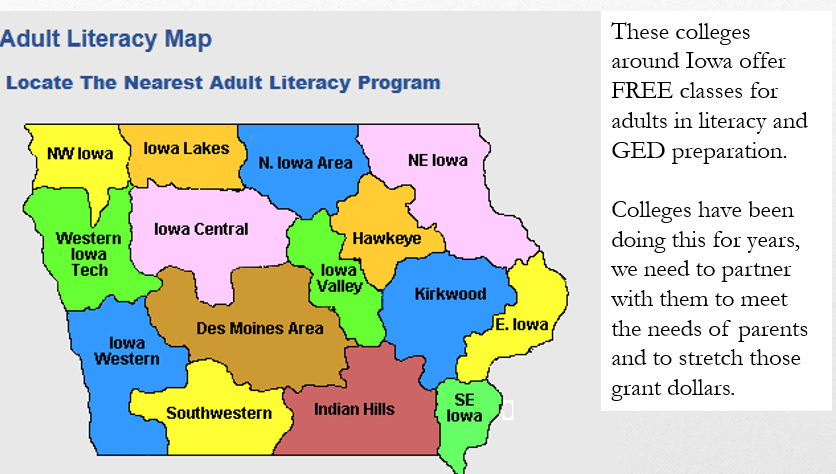 Adult Literacy Map
Locate The Nearest Adult Literacy Program
NW Iowa
Iowa Lakes
N. Iowa Area
NE Iowa
Western
Iowa
Tech
Iowa Central
Iowa
Valley
Hawkeye
Kirkwood
E. Iowa
Iowa
Western
Des Moines Area
Southwestern
Indian Hills
SE
Iowa
These colleges
around Iowa offer
FREE classes for
adults in literacy and
GED preparation.
Colleges have been
doing this for years,
we need to partner
with them to meet
the needs of parents
and to stretch those
grant dollars.